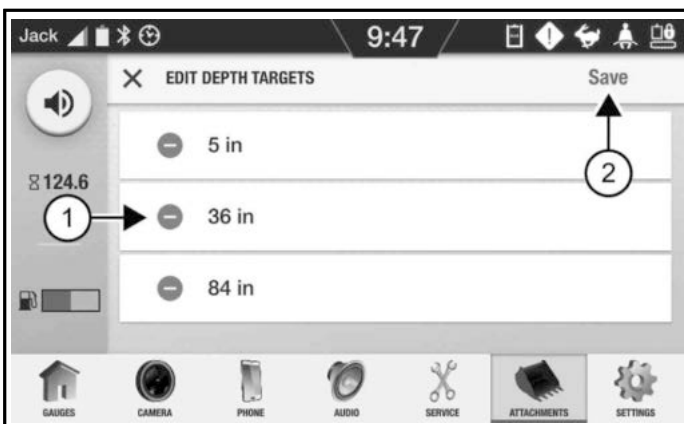 Jack 9:47
EDIT DEPTH TARGETS Save
5 in
2
124.6
1 36 in
84 in
GAUGES CAMERA PHONE AUDIO SERVICE ATTACHMENTS SETTINGS